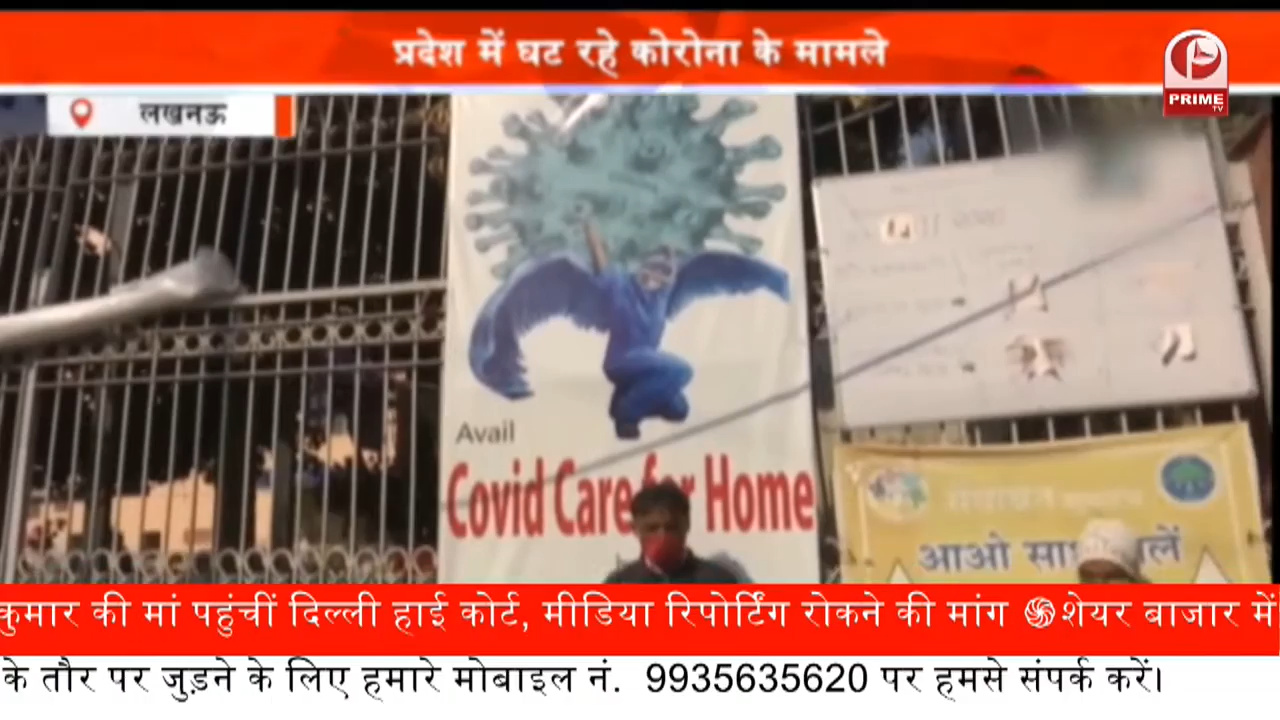 प्रदेश में घट रहे कोरोना के मामले
PRIME
TV
लखनऊ
Avail
Covid Care for Home
आओ
कुमार की मां पहुंचीं दिल्ली हाई कोर्ट, मीडिया रिपोर्टिंग रोकने की मांग शेयर बाजार में
के तौर पर जुड़ने के लिए हमारे मोबाइल नं. 9935635620 पर हमसे संपर्क करें।